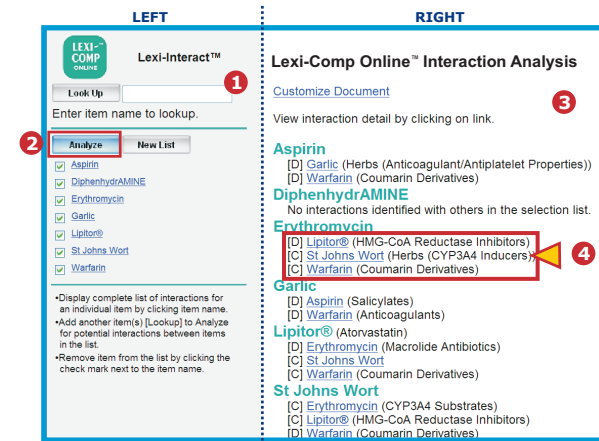 LEFT
RIGHT
LEXI-
COMP
ONLINE
Lexi-Interact™
1
Look Up
Enter item name to lookup.
2
Analyze
New List
Aspirin
DiphenhydrAMINE
Erythromycin
Garlic
Lipitor®
St Johns Wort
Warfarin
•Display complete list of interactions for
an individual item by clicking item name.
•Add another item(s) [Lookup] to Analyze
for potential interactions between items
in the list.
•Remove item from the list by clicking the
check mark next to the item name.
Lexi-Comp Online™ Interaction Analysis
Customize Document
3
View interaction detail by clicking on link.
Aspirin
[D] Garlic (Herbs (Anticoagulant/Antiplatelet Properties))
[D] Warfarin (Coumarin Derivatives)
DiphenhydrAMINE
No interactions identified with others in the selection list.
Erythromycin
[D] Lipitor® (HMG-CoA Reductase Inhibitors)
[C] St Johns Wort (Herbs (CYP3A4 Inducers))
4
[C] Warfarin (Coumarin Derivatives)
Garlic
[D] Aspirin (Salicylates)
[D] Warfarin (Anticoagulants)
Lipitor® (Atorvastatin)
[D] Erythromycin (Macrolide Antibiotics)
[C] St Johns Wort
[C] Warfarin (Coumarin Derivatives)
St Johns Wort
[C] Erythromycin (CYP3A4 Substrates)
[C] Lipitor® (HMG-CoA Reductase Inhibitors)
[D] Warfarin (Coumarin Derivatives)